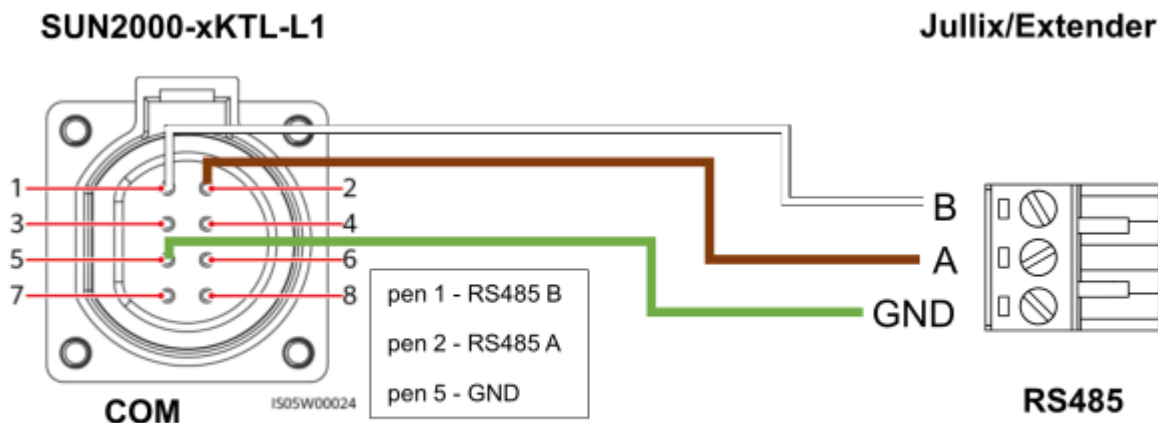 SUN2000-xKTL-L1
Jullix/Extender
1
2
3
4
5
6
7
8
B
A
GND
pen 1 - RS485 B
pen 2 - RS485 A
pen 5 - GND
COM
IS05W00024
RS485